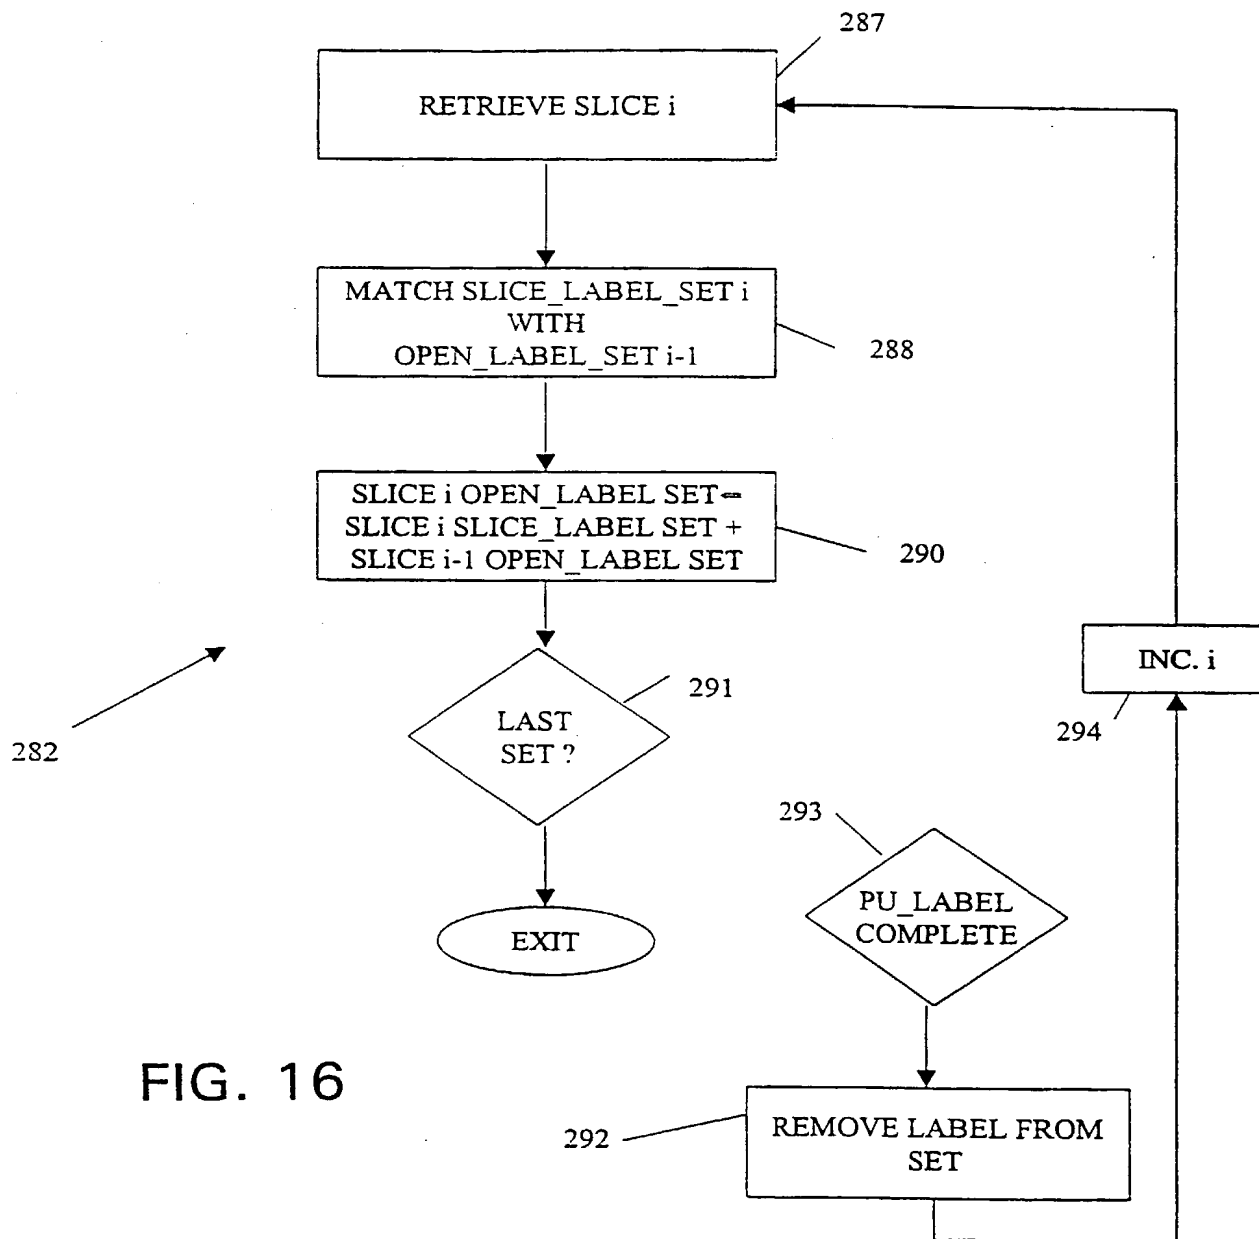 287
RETRIEVE SLICE i
MATCH SLICE_LABEL_SET i
WITH
OPEN_LABEL_SET i-1
288
SLICE i OPEN_LABEL SET=
SLICE i SLICE_LABEL SET +
SLICE i-1 OPEN_LABEL SET
290
INC. i
294
282
291
LAST
SET ?
293
PU_LABEL
COMPLETE
EXIT
FIG. 16
292
REMOVE LABEL FROM
SET